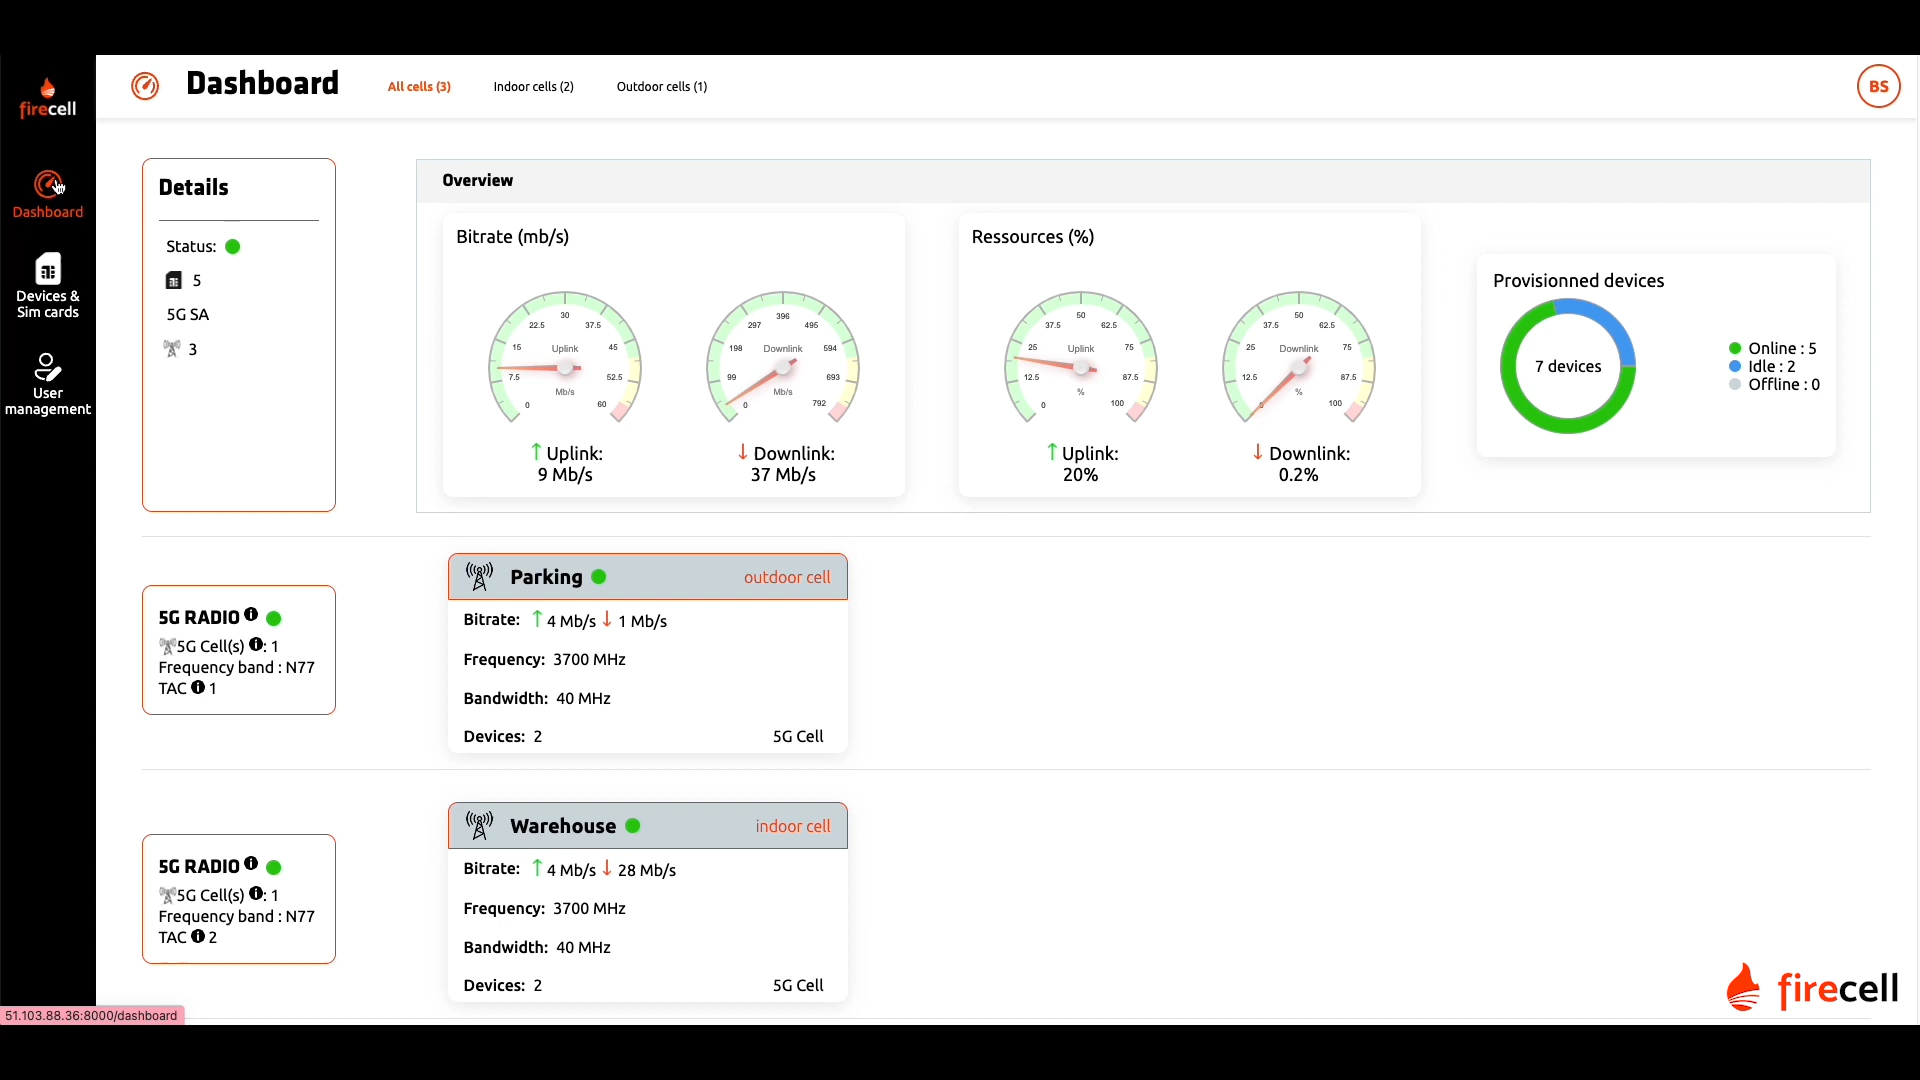 firecell
Dashboard
All cells (3)
Indoor cells (2)
Outdoor cells (1)
BS
Dashboard
Devices &
Sim cards
User
management
Details
Status:
5
5G SA
3
Overview
Bitrate (mb/s)
0
7.5
15
22.5
30
37.5
45
52.5
60
Uplink
Mb/s
Uplink:
9 Mb/s
0
99
198
297
396
495
594
693
792
Downlink
Mb/s
Downlink:
37 Mb/s
Ressources (%)
0
12.5
25
37.5
50
62.5
75
87.5
100
Uplink
%
Uplink:
20%
0
12.5
25
37.5
50
62.5
75
87.5
100
Downlink
%
Downlink:
0.2%
Provisionned devices
7 devices
Online : 5
Idle : 2
Offline : 0
5G RADIO
5G Cell(s) : 1
Frequency band : N77
TAC 1
Parking
outdoor cell
Bitrate: 4 Mb/s 1 Mb/s
Frequency: 3700 MHz
Bandwidth: 40 MHz
Devices: 2
5G Cell
5G RADIO
5G Cell(s) : 1
Frequency band : N77
TAC 2
Warehouse
indoor cell
Bitrate: 4 Mb/s 28 Mb/s
Frequency: 3700 MHz
Bandwidth: 40 MHz
Devices: 2
5G Cell
firecell
51.103.88.36:8000/dashboard